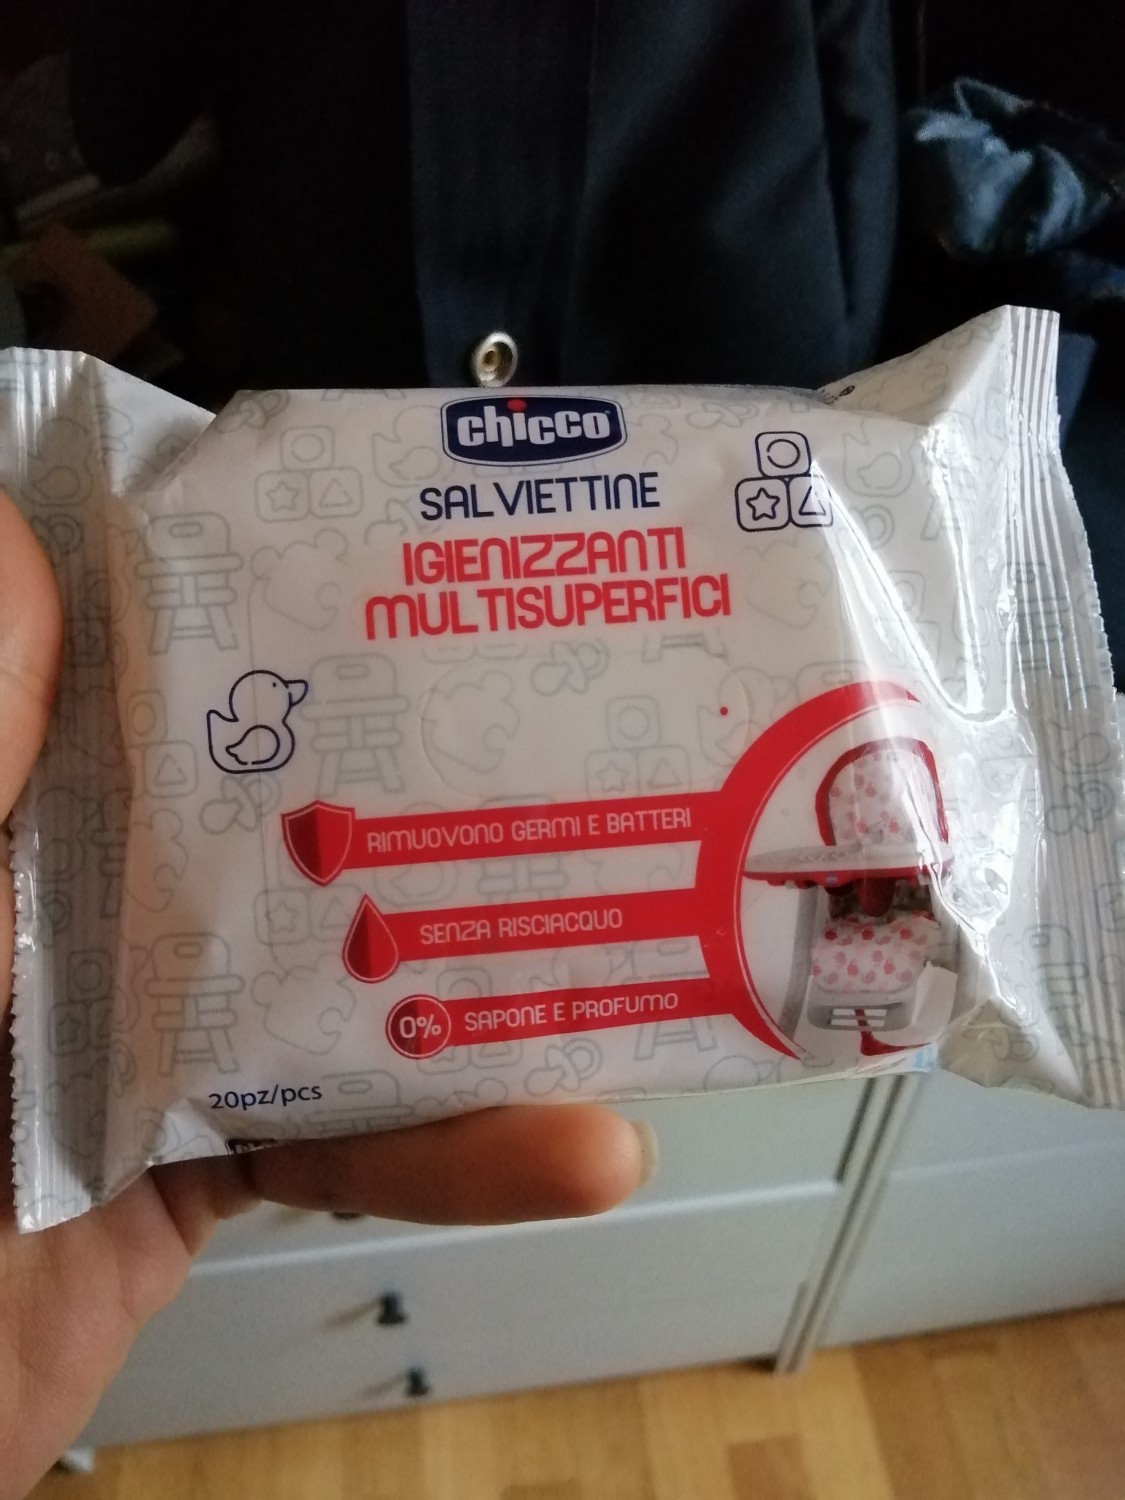 chicco
SALVIETTINE
IGIENIZZANTI
MULTISUPERFICI
RIMUOVONO GERMI E BATTERI
SENZA RISCIACQUO
0% SAPONE E PROFUMO
20pz/pcs